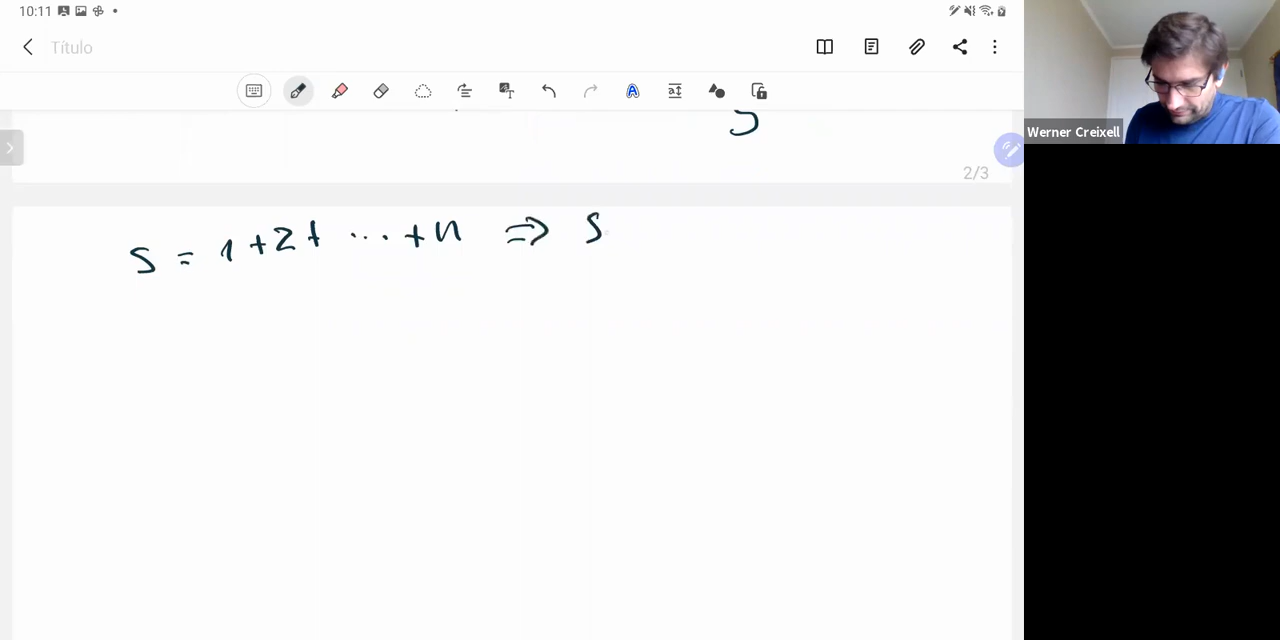 10:11
Título
2/3
S = 1 + 2 + ... + n ⇒ S
Werner Creixell